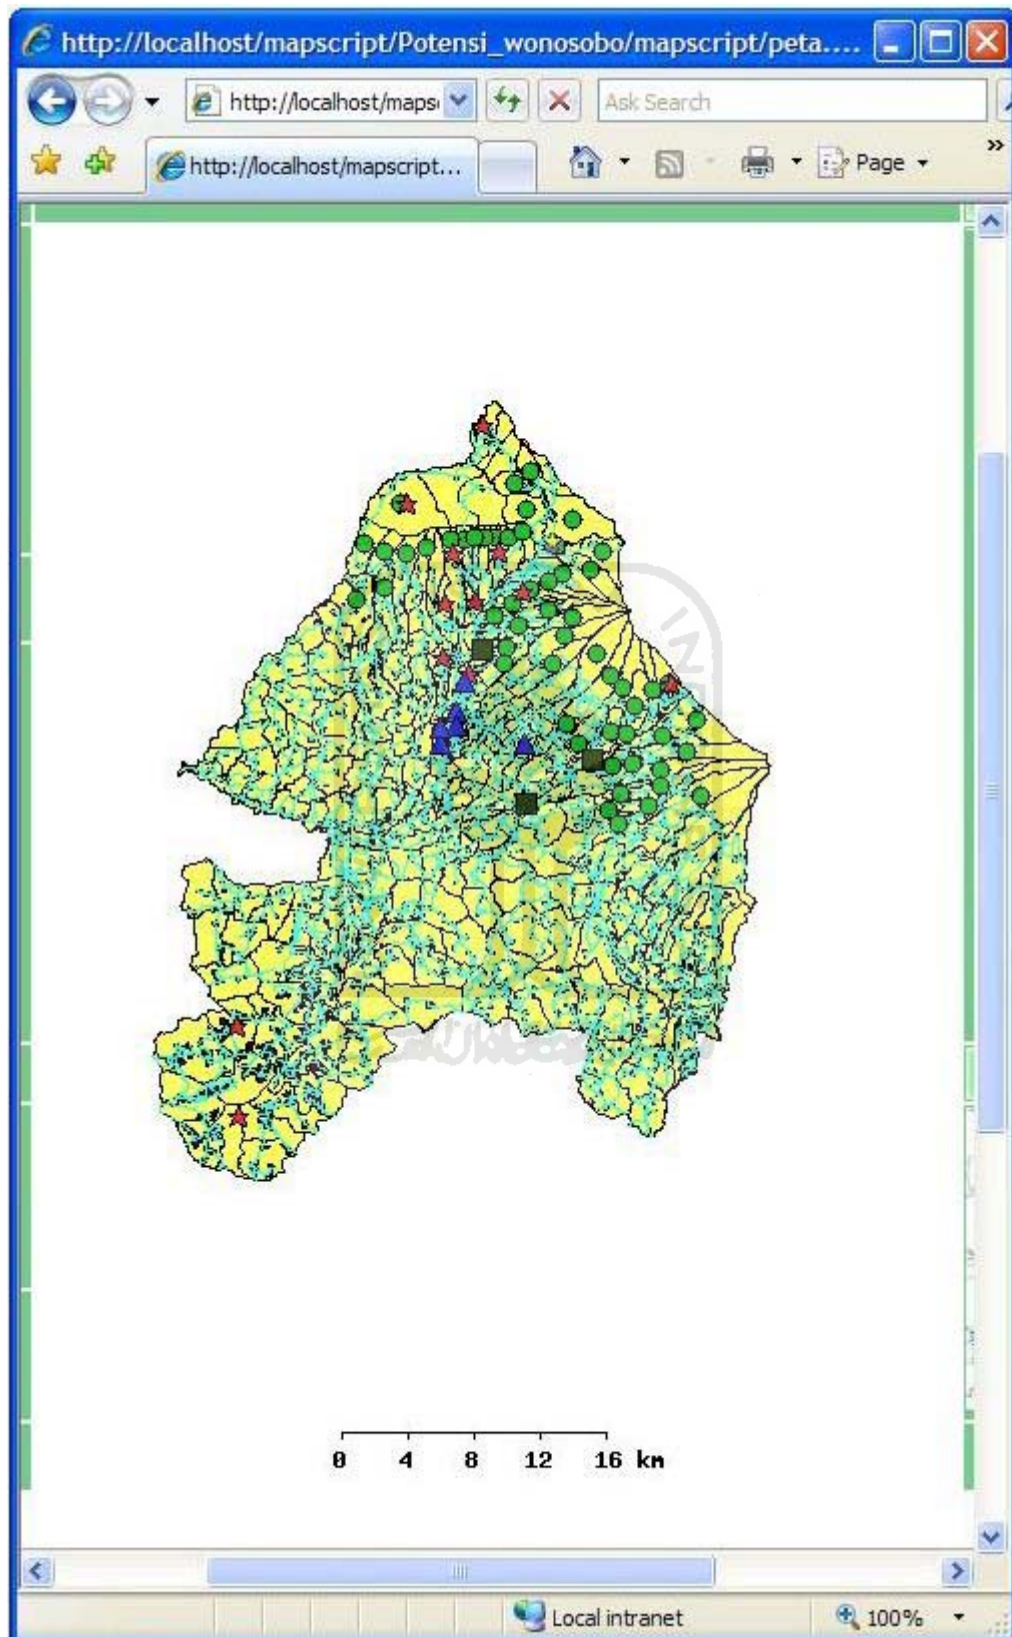 http://localhost/mapscript/Potensi_wonosobo/mapscript/peta....
http://localhost/maps
Ask Search
http://localhost/mapscript...
Page
0 4 8 12 16 km
Local intranet
100%